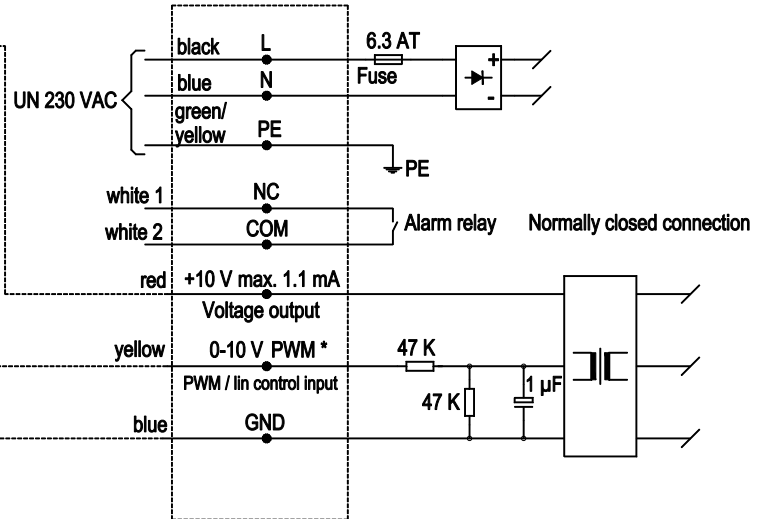 black L 6.3 AT
+
Fuse
UN 230 VAC
blue N
-
green/
yellow PE
PE
white 1 NC
white 2 COM
Alarm relay Normally closed connection
red +10 V max. 1.1 mA
Voltage output
yellow 0-10 V PWM * 47 K
PWM / lin control input
47 K
1 µF
blue GND